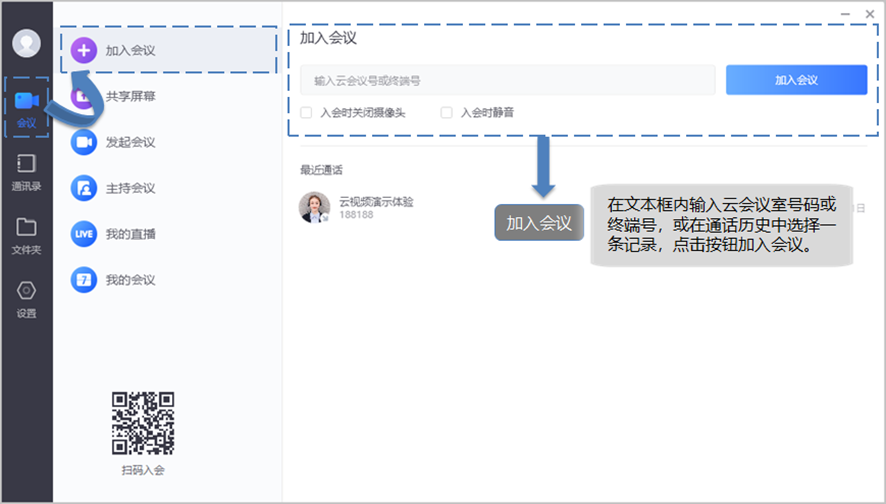 会议
通讯录
文件夹
设置
加入会议
共享屏幕
发起会议
LIVE
我的直播
主持会议
7
我的会议
扫码入会
加入会议
输入云会议号或终端号
加入会议
入会时关闭摄像头
入会时静音
最近通话
云视频演示体验
188188
日
加入会议
在文本框内输入云会议室号码或
终端号，或在通话历史中选择一
条记录，点击按钮加入会议。